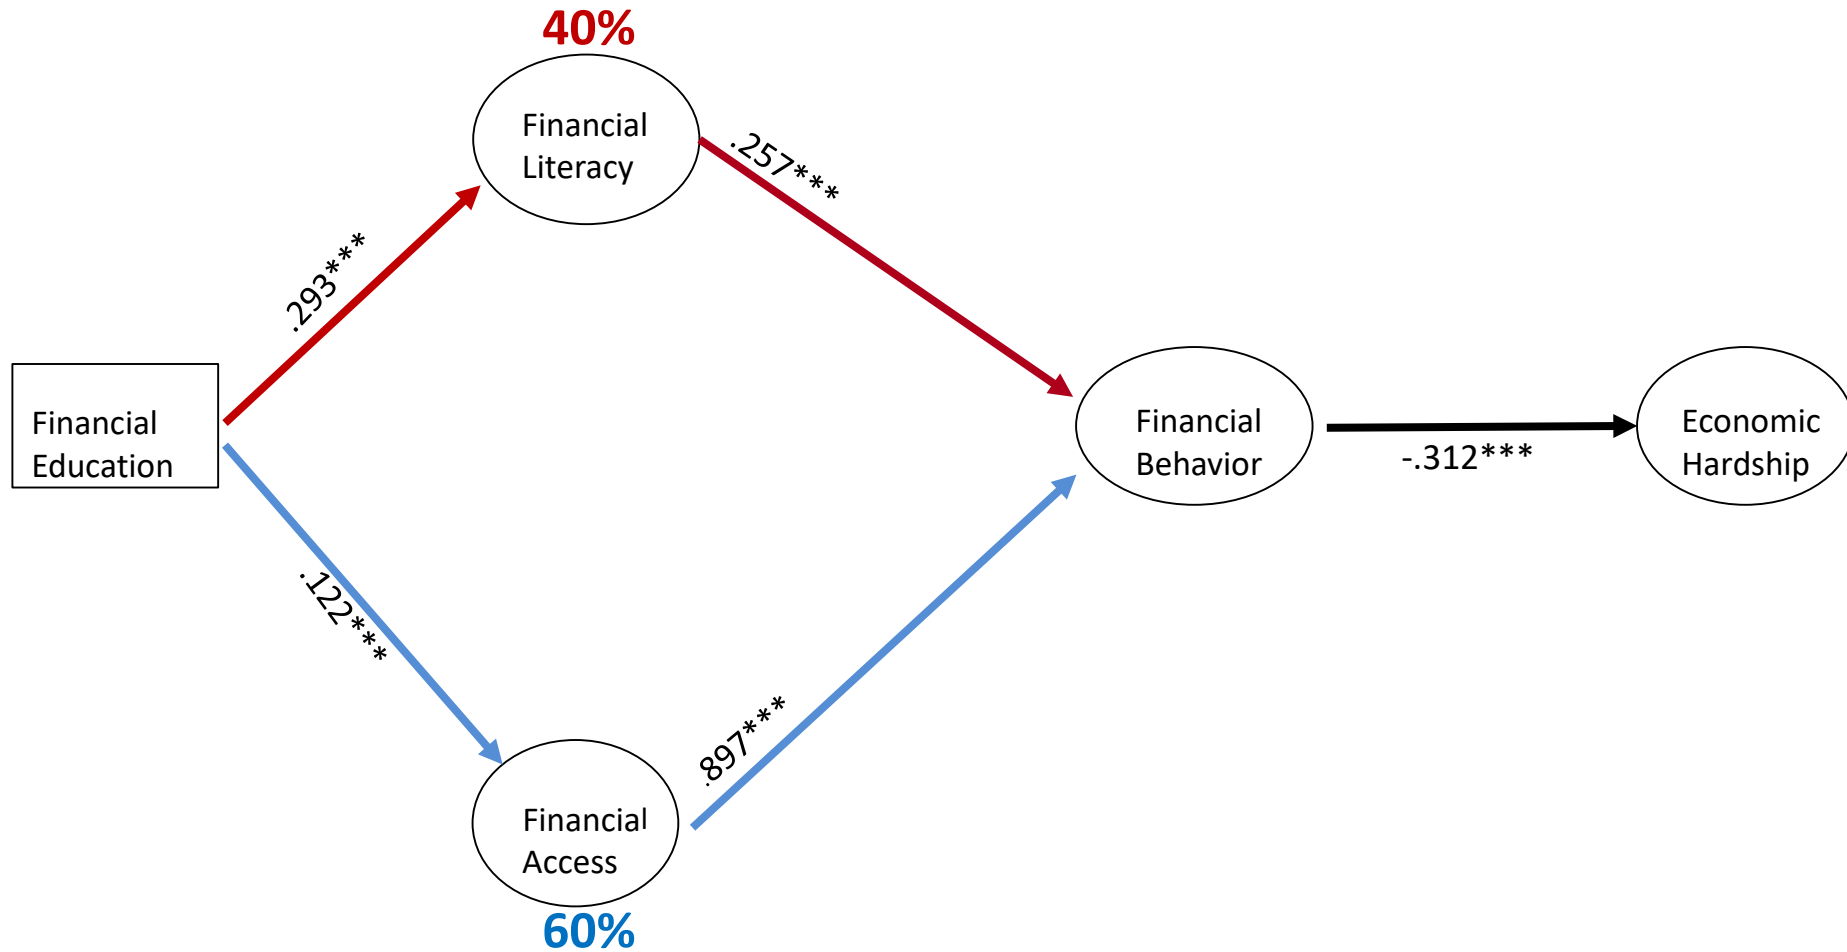 40%
Financial
Literacy
.257***
.293***
Financial
Education
Financial
Behavior
-.312***
Economic
Hardship
.122***
.897***
Financial
Access
60%